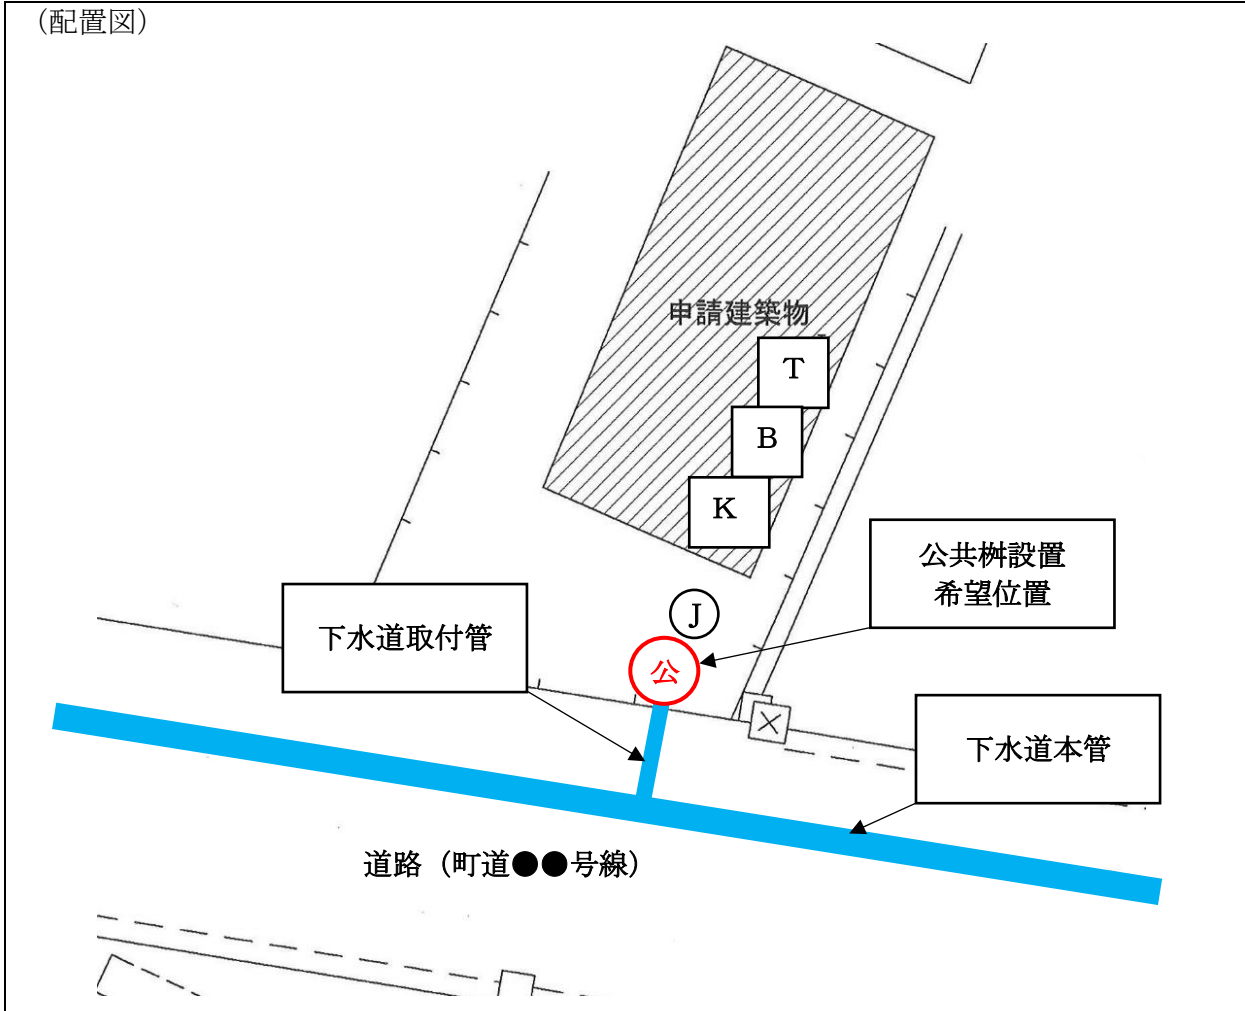 （配置図）
申請建築物
T
B
K
公共桝設置
希望位置
J
下水道取付管
公
下水道本管
道路（町道●●号線）